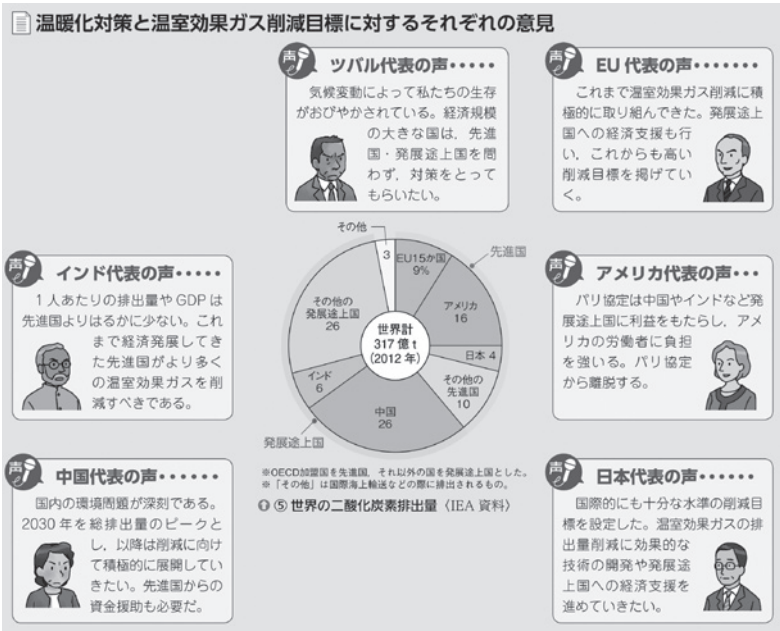 温暖化対策と温室効果ガス削減目標に対するそれぞれの意見
声
ツバル代表の声・・・・・
気候変動によって私たちの生存
がおびやかされている。経済規模
の大きな国は，先進
国・発展途上国を問
わず，対策をとって
もらいたい。
声
EU代表の声・・・・・・・
これまで温室効果ガス削減に積
極的に取り組んできた。発展途上
国への経済支援も行
い，これからも高い
削減目標を掲げてい
く。
声
インド代表の声・・・・・
1人あたりの排出量やGDPは
先進国よりはるかに少ない。これ
まで経済発展してき
た先進国がより多く
の温室効果ガスを削
減すべきである。
その他
3
EU15か国
9%
先進国
アメリカ
16
日本 4
その他の
先進国
10
中国
26
インド
6
その他の
発展途上国
26
世界計
317億t
(2012年)
発展途上国
※OECD加盟国を先進国，それ以外の国を発展途上国とした。
※「その他」は国際海上輸送などの際に排出されるもの。
⑤世界の二酸化炭素排出量〈IEA資料〉
声
アメリカ代表の声・・・
パリ協定は中国やインドなど発
展途上国に利益をもたらし，アメ
リカの労働者に負担
を強いる。パリ協定
から離脱する。
声
中国代表の声・・・・・・
国内の環境問題が深刻である。
2030年を総排出量のピークと
し，以降は削減に向け
て積極的に展開してい
きたい。先進国からの
資金援助も必要だ。
声
日本代表の声・・・・・・
国際的にも十分な水準の削減目
標を設定した。温室効果ガスの排
出量削減に効果的な
技術の開発や発展途
上国への経済支援を
進めていきたい。